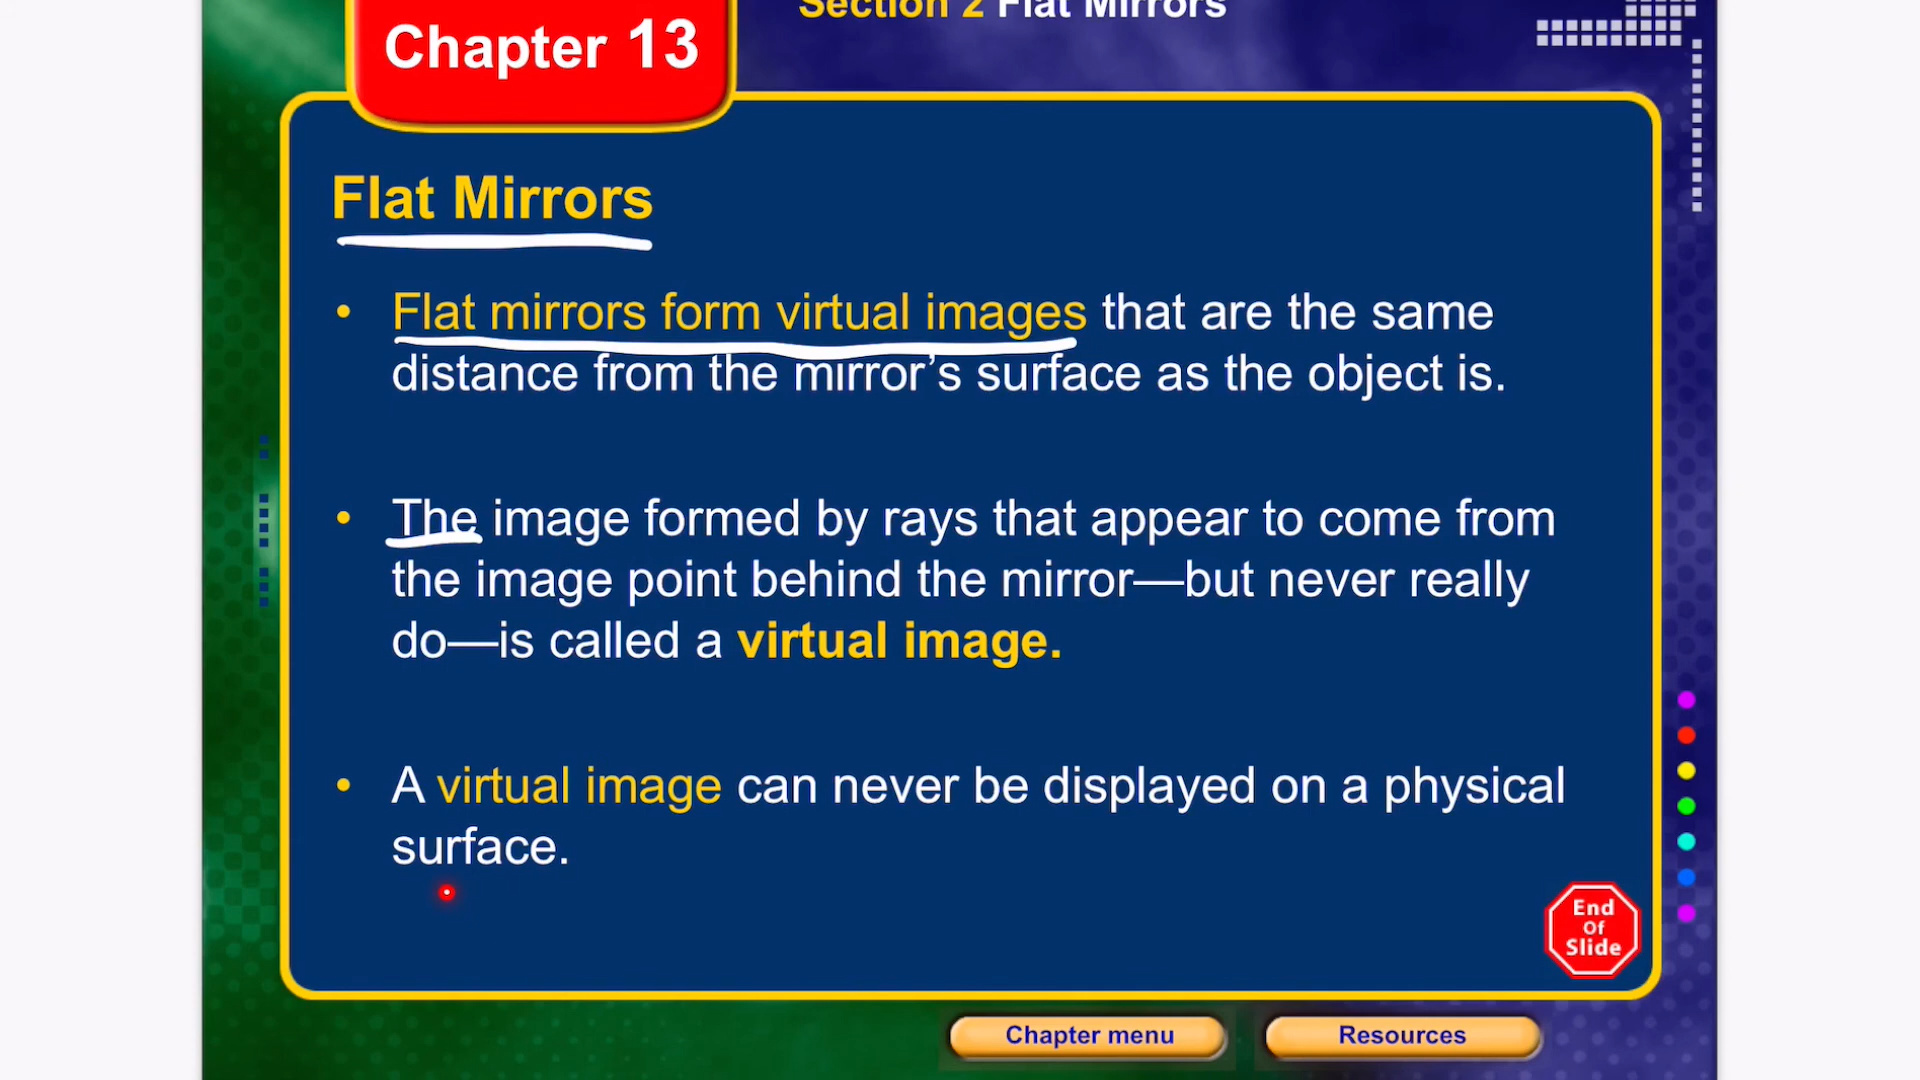 Section 2 Flat Mirrors
Chapter 13
Flat Mirrors
• Flat mirrors form virtual images that are the same
distance from the mirror’s surface as the object is.
• The image formed by rays that appear to come from
the image point behind the mirror—but never really
do—is called a virtual image.
• A virtual image can never be displayed on a physical
surface.
End
Of
Slide
Chapter menu
Resources